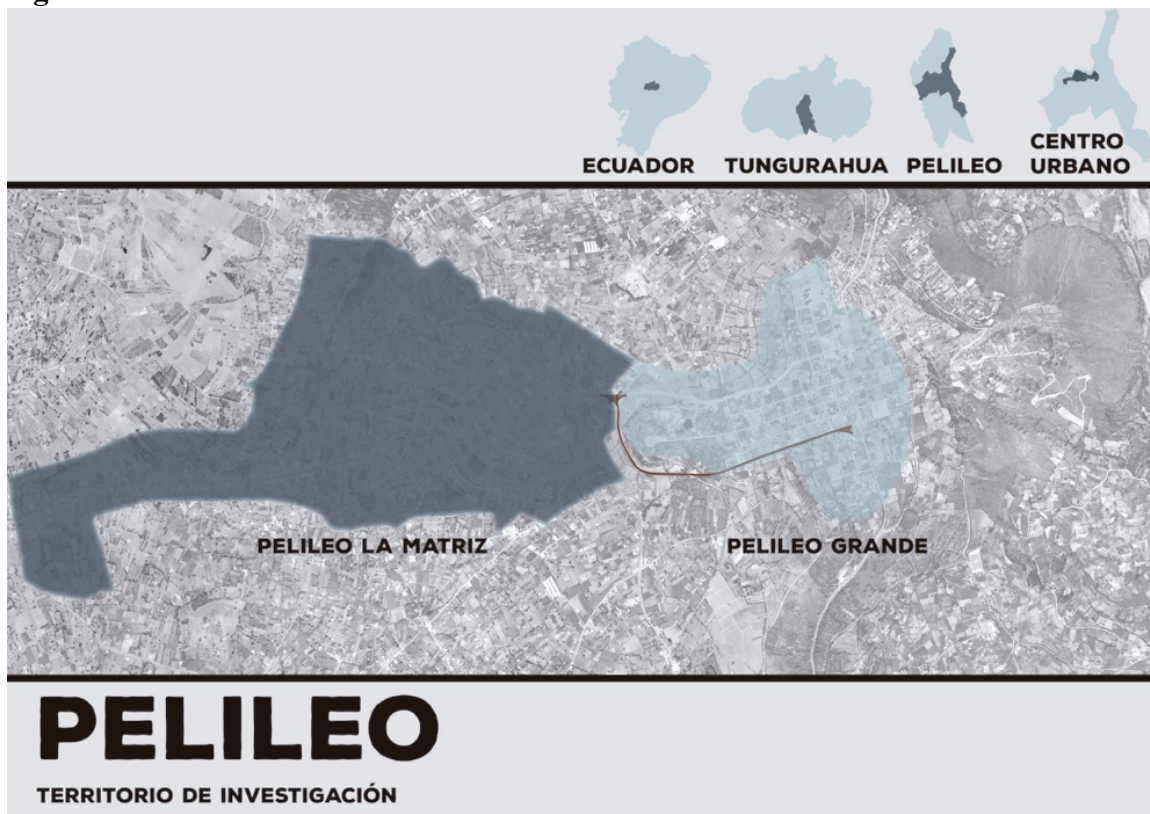 ECUADOR
TUNGURAHUA
PELILEO
CENTRO
URBANO
PELILEO LA MATRIZ
PELILEO GRANDE
PELILEO
TERRITORIO DE INVESTIGACIÓN